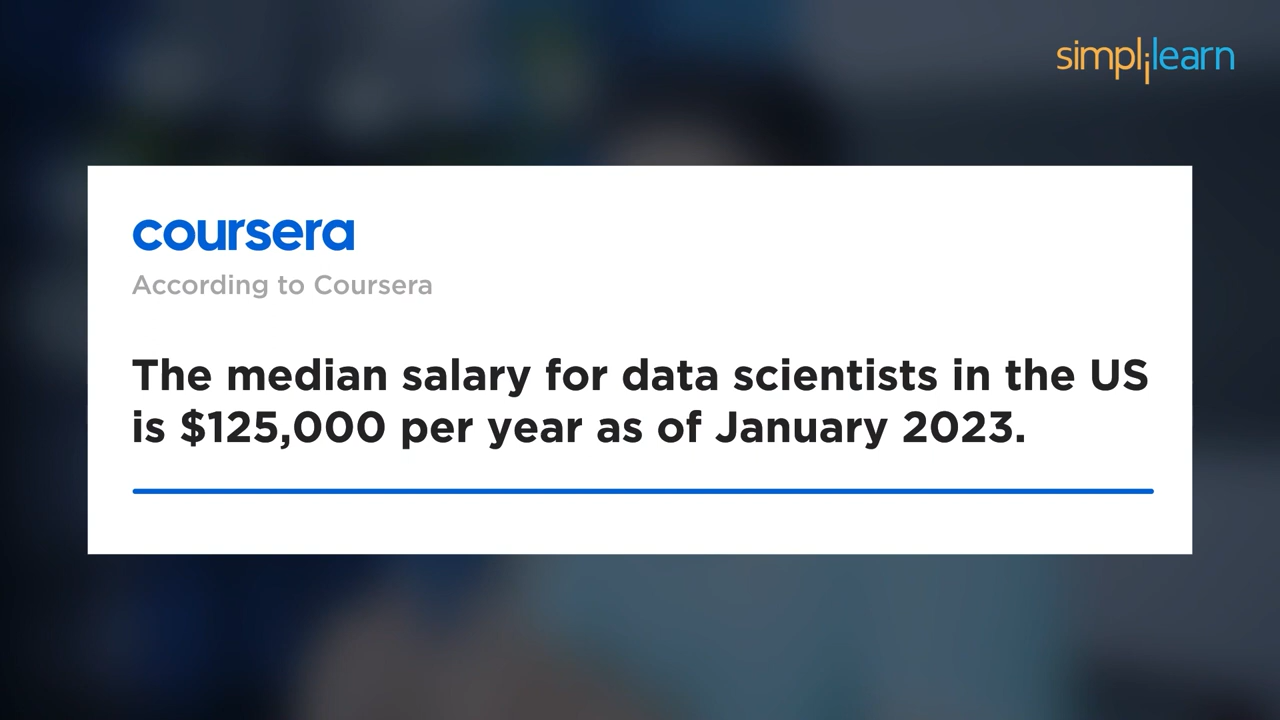 simplilearn
coursera
According to Coursera
The median salary for data scientists in the US
is $125,000 per year as of January 2023.